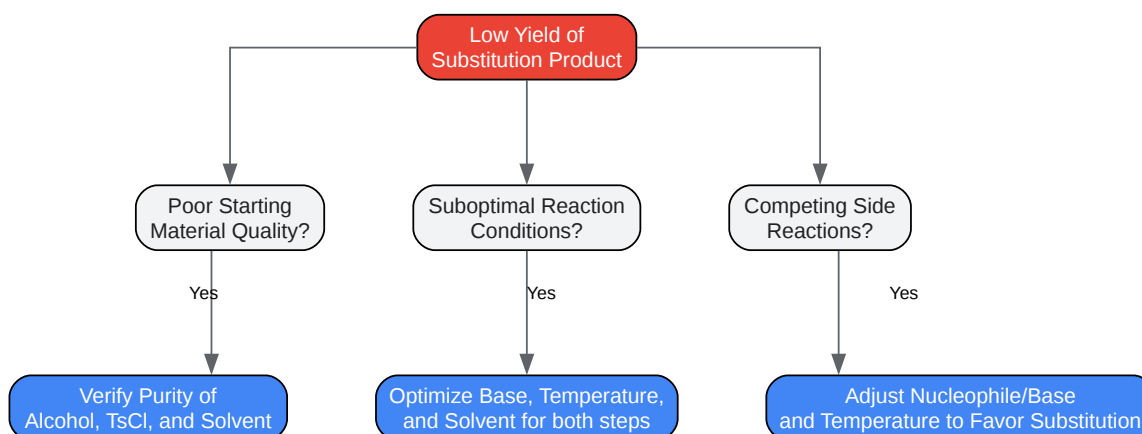 Low Yield of
Substitution Product
Poor Starting
Material Quality?
Suboptimal Reaction
Conditions?
Competing Side
Reactions?
Yes
Yes
Yes
Verify Purity of
Alcohol, TsCl, and Solvent
Optimize Base, Temperature,
and Solvent for both steps
Adjust Nucleophile/Base
and Temperature to Favor Substitution